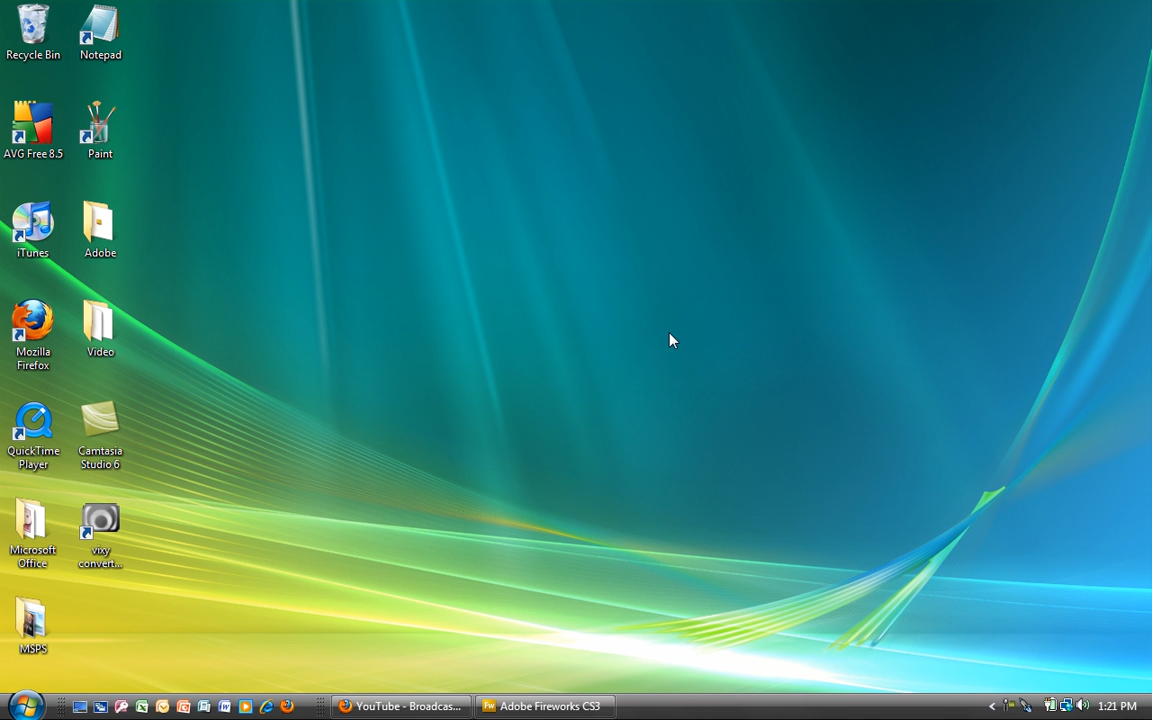 Recycle Bin
Notepad
AVG Free 8.5
Paint
iTunes
Adobe
Mozilla
Firefox
Video
QuickTime
Player
Camtasia
Studio 6
Microsoft
Office
vixy
convert...
MSPS
YouTube - Broadcas...
Fw
Adobe Fireworks CS3
1:21 PM